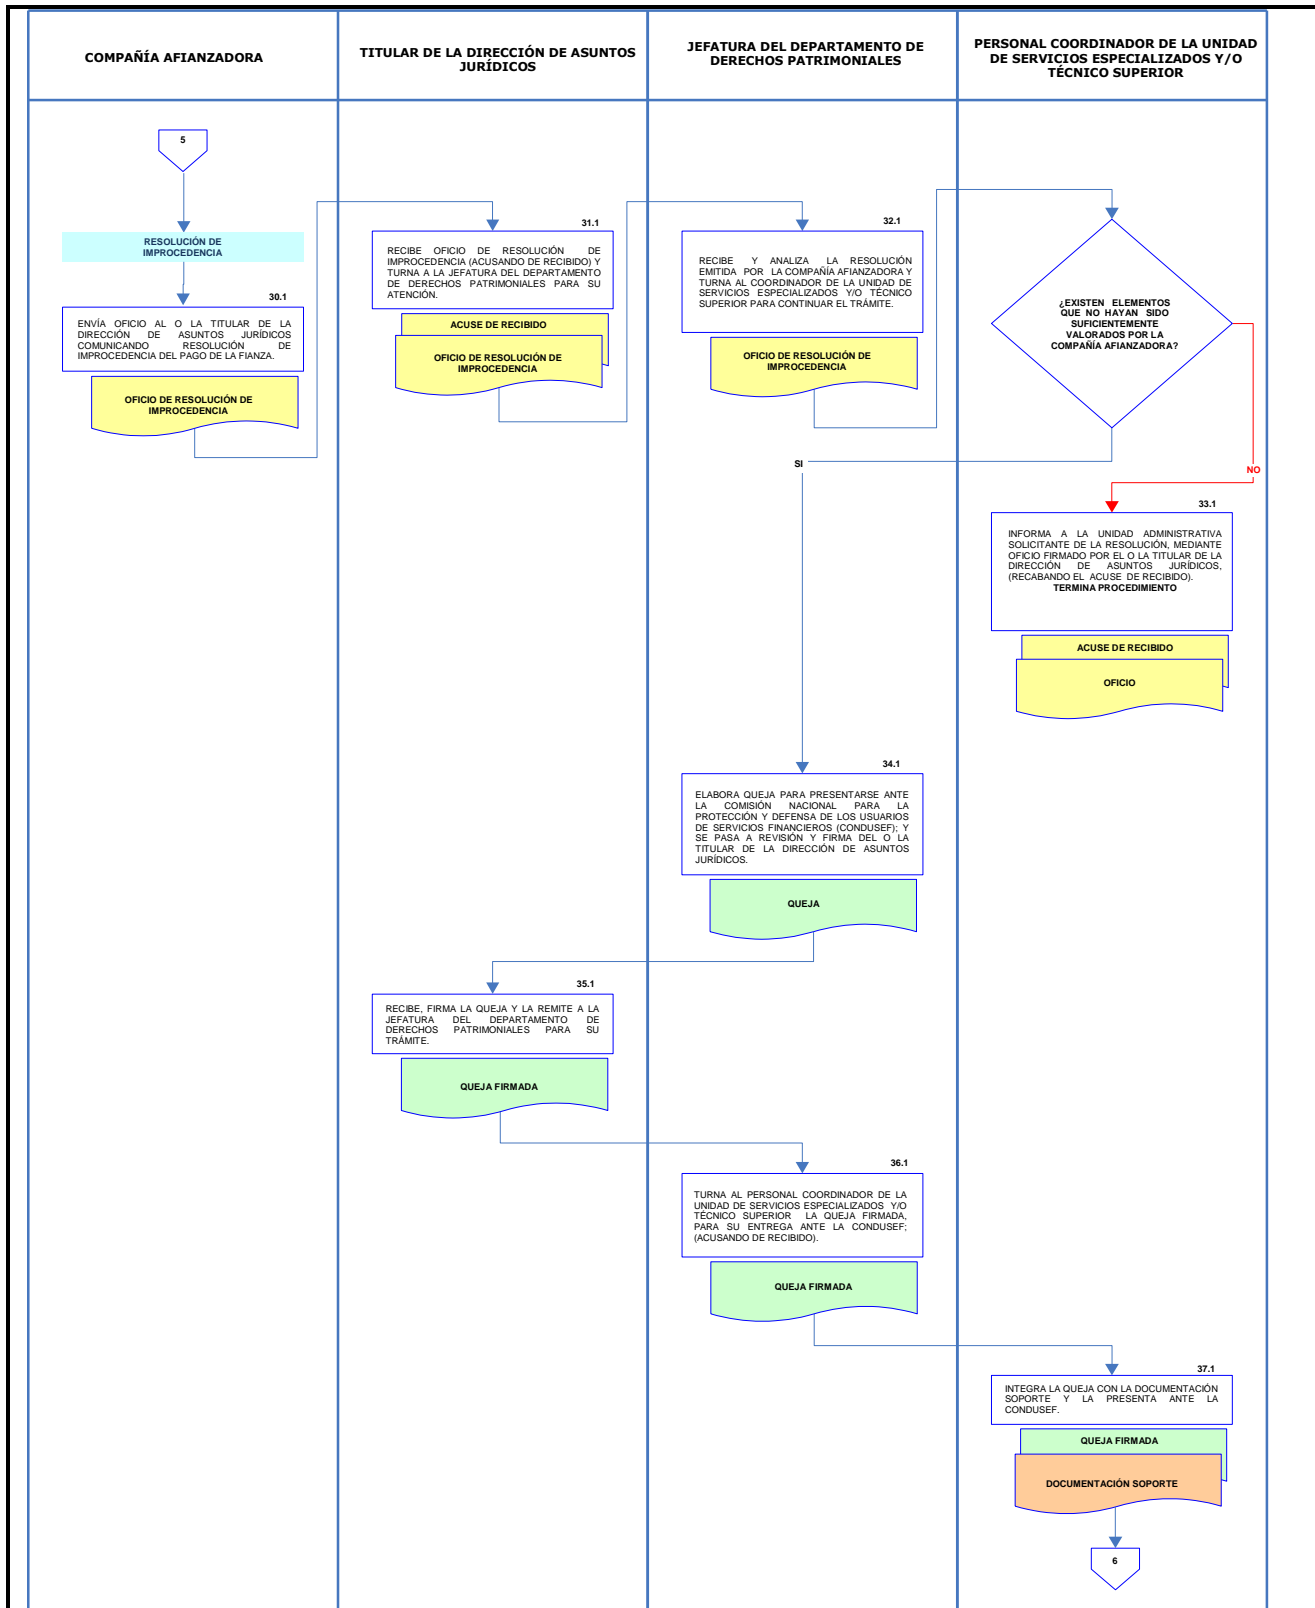 COMPAÑÍA AFIANZADORA
TITULAR DE LA DIRECCIÓN DE ASUNTOS
JURÍDICOS
JEFATURA DEL DEPARTAMENTO DE
DERECHOS PATRIMONIALES
PERSONAL COORDINADOR DE LA UNIDAD
DE SERVICIOS ESPECIALIZADOS Y/O
TÉCNICO SUPERIOR
5
RESOLUCIÓN DE
IMPROCEDENCIA
30.1
ENVÍA OFICIO AL O LA TITULAR DE LA
DIRECCIÓN DE ASUNTOS JURÍDICOS
COMUNICANDO RESOLUCIÓN DE
IMPROCEDENCIA DEL PAGO DE LA FIANZA.
OFICIO DE RESOLUCIÓN DE
IMPROCEDENCIA
31.1
RECIBE OFICIO DE RESOLUCIÓN DE
IMPROCEDENCIA (ACUSANDO DE RECIBIDO) Y
TURNA A LA JEFATURA DEL DEPARTAMENTO
DE DERECHOS PATRIMONIALES PARA SU
ATENCIÓN.
ACUSE DE RECIBIDO
OFICIO DE RESOLUCIÓN DE
IMPROCEDENCIA
32.1
RECIBE Y ANALIZA LA RESOLUCIÓN
EMITIDA POR LA COMPAÑÍA AFIANZADORA Y
TURNA AL COORDINADOR DE LA UNIDAD DE
SERVICIOS ESPECIALIZADOS Y/O TÉCNICO
SUPERIOR PARA CONTINUAR EL TRÁMITE.
OFICIO DE RESOLUCIÓN DE
IMPROCEDENCIA
¿EXISTEN ELEMENTOS
QUE NO HAYAN SIDO
SUFICIENTEMENTE
VALORADOS POR LA
COMPAÑÍA AFIANZADORA?
SI
NO
33.1
INFORMA A LA UNIDAD ADMINISTRATIVA
SOLICITANTE DE LA RESOLUCIÓN, MEDIANTE
OFICIO FIRMADO POR EL O LA TITULAR DE LA
DIRECCIÓN DE ASUNTOS JURÍDICOS,
(RECABANDO EL ACUSE DE RECIBIDO).
TERMINA PROCEDIMIENTO
ACUSE DE RECIBIDO
OFICIO
34.1
ELABORA QUEJA PARA PRESENTARSE ANTE
LA COMISIÓN NACIONAL PARA LA
PROTECCIÓN Y DEFENSA DE LOS USUARIOS
DE SERVICIOS FINANCIEROS (CONDUSEF); Y
SE PASA A REVISIÓN Y FIRMA DEL O LA
TITULAR DE LA DIRECCIÓN DE ASUNTOS
JURÍDICOS.
QUEJA
35.1
RECIBE, FIRMA LA QUEJA Y LA REMITE A LA
JEFATURA DEL DEPARTAMENTO DE
DERECHOS PATRIMONIALES PARA SU
TRÁMITE.
QUEJA FIRMADA
36.1
TURNA AL PERSONAL COORDINADOR DE LA
UNIDAD DE SERVICIOS ESPECIALIZADOS Y/O
TÉCNICO SUPERIOR LA QUEJA FIRMADA,
PARA SU ENTREGA ANTE LA CONDUSEF;
(ACUSANDO DE RECIBIDO).
QUEJA FIRMADA
37.1
INTEGRA LA QUEJA CON LA DOCUMENTACIÓN
SOPORTE Y LA PRESENTA ANTE LA
CONDUSEF.
QUEJA FIRMADA
DOCUMENTACIÓN SOPORTE
6